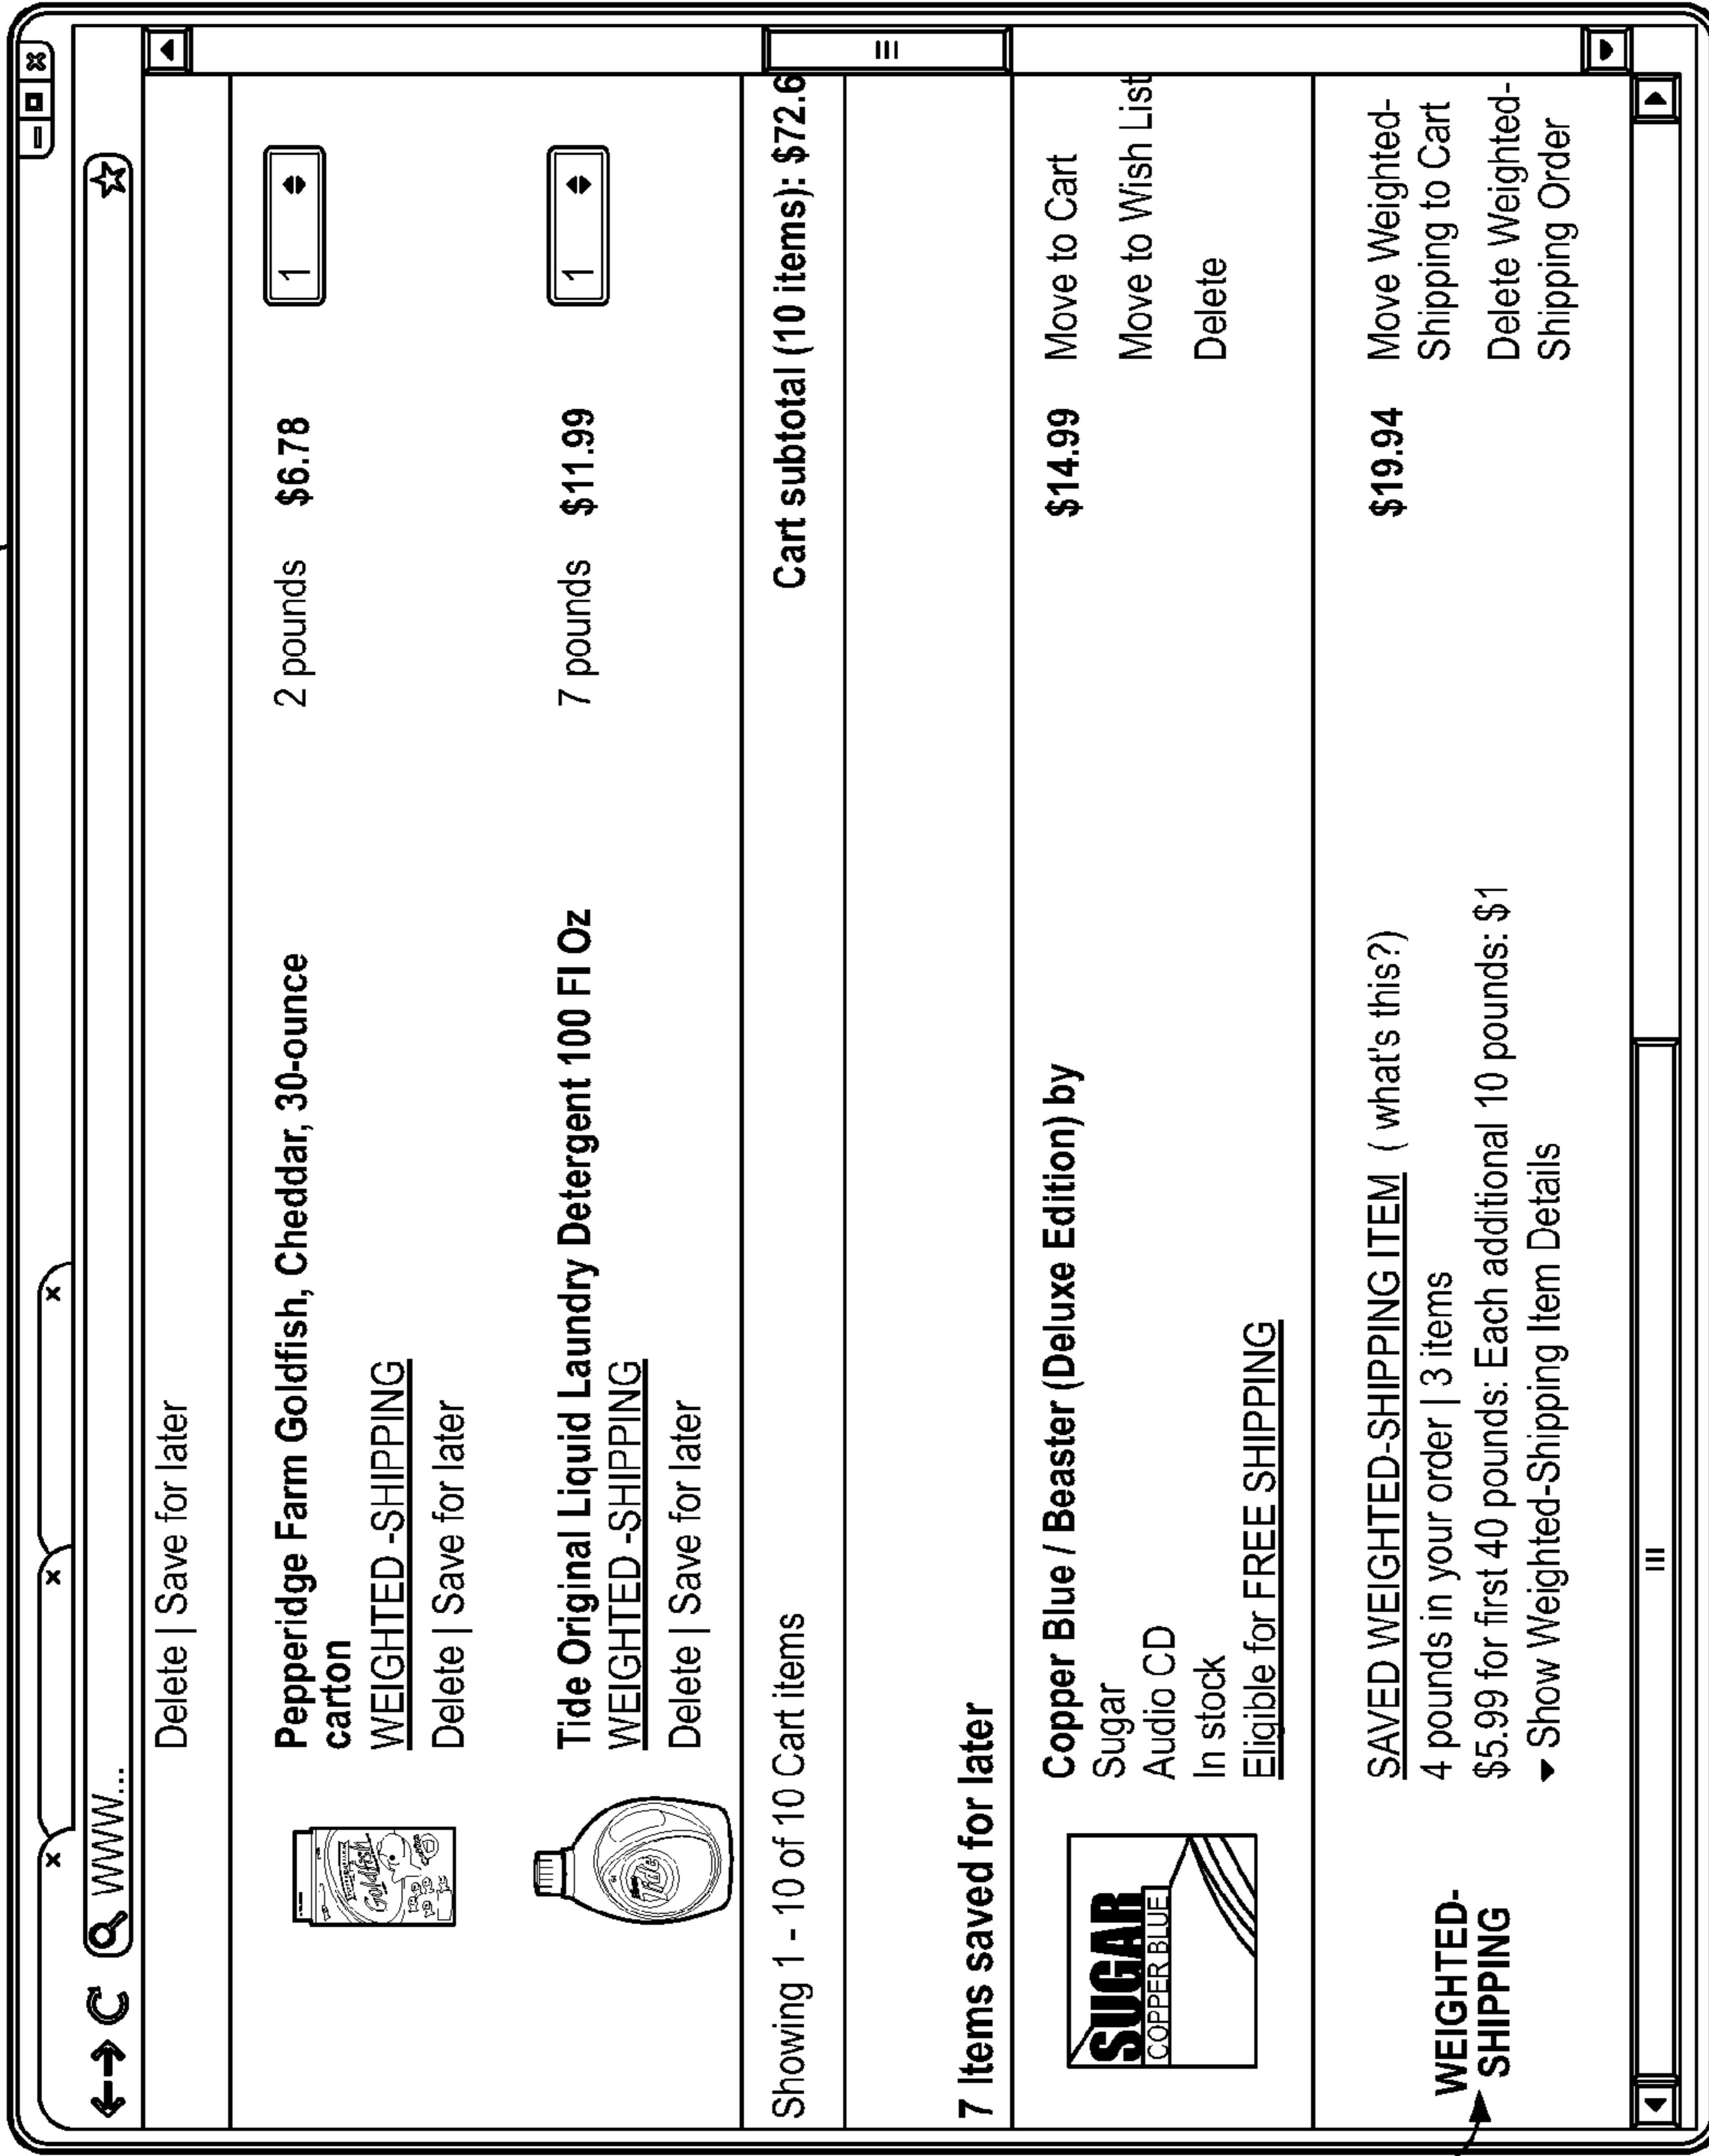 WWW...
Delete | Save for later
Goldfish
Pepperidge Farm Goldfish, Cheddar, 30-ounce
carton
WEIGHTED -SHIPPING
Delete | Save for later
2 pounds $6.78 1
Tide
Tide Original Liquid Laundry Detergent 100 Fl Oz
WEIGHTED -SHIPPING
Delete | Save for later
7 pounds $11.99 1
Showing 1 - 10 of 10 Cart items
Cart subtotal (10 items): $72.6
7 Items saved for later
SUGAR
COPPER BLUE
Copper Blue / Beaster (Deluxe Edition) by
Sugar
Audio CD
In stock
Eligible for FREE SHIPPING
$14.99 Move to Cart
Move to Wish List
Delete
WEIGHTED-
SHIPPING
SAVED WEIGHTED-SHIPPING ITEM ( what's this?)
4 pounds in your order | 3 items
$5.99 for first 40 pounds: Each additional 10 pounds: $1
Show Weighted-Shipping Item Details
$19.94 Move Weighted-
Shipping to Cart
Delete Weighted-
Shipping Order